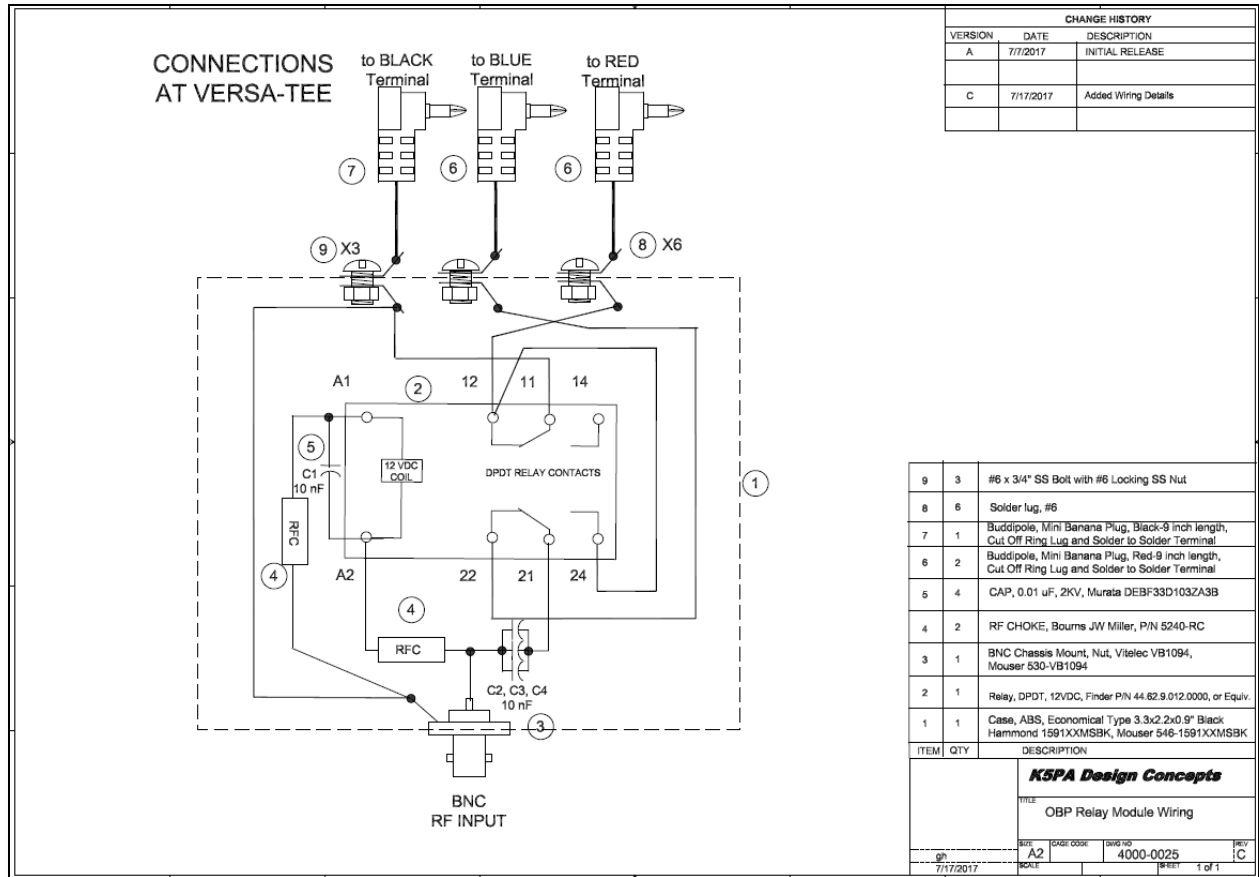 CONNECTIONS
AT VERSA-TEE
to BLACK
Terminal
to BLUE
Terminal
to RED
Terminal
7
6
6
9 X3
8 X6
A1
2
12
11
14
5
C1
10 nF
12 VDC
COIL
DPDT RELAY CONTACTS
1
RFC
4
A2
22
21
24
4
RFC
C2, C3, C4
10 nF
3
BNC
RF INPUT
CHANGE HISTORY
VERSION DATE DESCRIPTION
A 7/7/2017 INITIAL RELEASE
C 7/17/2017 Added Wiring Details
9 3 #6 x 3/4" SS Bolt with #6 Locking SS Nut
8 6 Solder lug, #6
7 1 Buddipole, Mini Banana Plug, Black-9 inch length,
Cut Off Ring Lug and Solder to Solder Terminal
6 2 Buddipole, Mini Banana Plug, Red-9 inch length,
Cut Off Ring Lug and Solder to Solder Terminal
5 4 CAP, 0.01 uF, 2KV, Murata DEBF33D103ZA3B
4 2 RF CHOKE, Bourns JW Miller, P/N 5240-RC
3 1 BNC Chassis Mount, Nut, Vitelec VB1094,
Mouser 530-VB1094
2 1 Relay, DPDT, 12VDC, Finder P/N 44.62.9.012.0000, or Equiv.
1 1 Case, ABS, Economical Type 3.3x2.2x0.9" Black
Hammond 1591XXMSBK, Mouser 546-1591XXMSBK
ITEM QTY DESCRIPTION
K5PA Design Concepts
TITLE
OBP Relay Module Wiring
SIZE
A2
CAGE CODE
DWG NO
4000-0025
REV
C
gh
7/17/2017
SCALE
SHEET 1 of 1